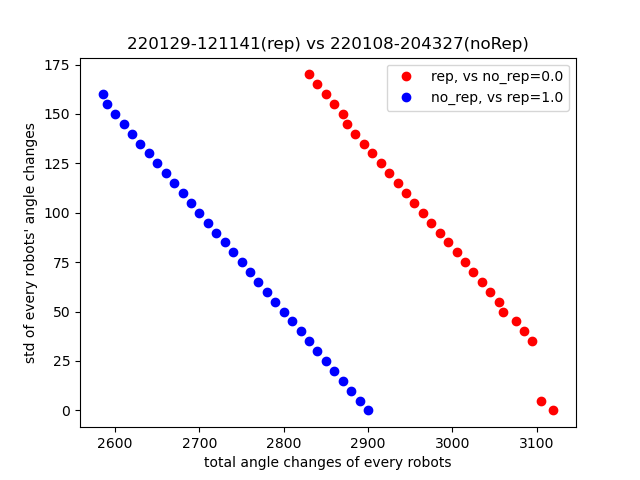 220129-121141(rep) vs 220108-204327(noRep)
rep, vs no_rep=0.0
no_rep, vs rep=1.0
std of every robots' angle changes
175
150
125
100
75
50
25
0
2600 2700 2800 2900 3000 3100
total angle changes of every robots